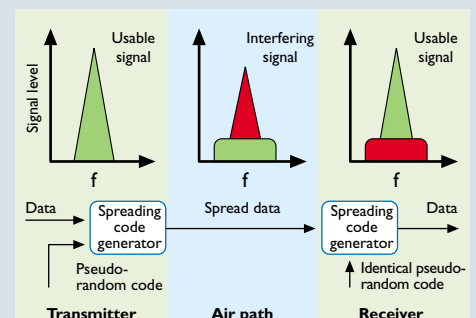 Usable
signal
Interfering
signal
Usable
signal
Signal level
f
f
f
Data
Spreading
code
generator
Spread data
Spreading
code
generator
Data
Pseudo-
random code
Identical pseudo-
random code
Transmitter
Air path
Receiver